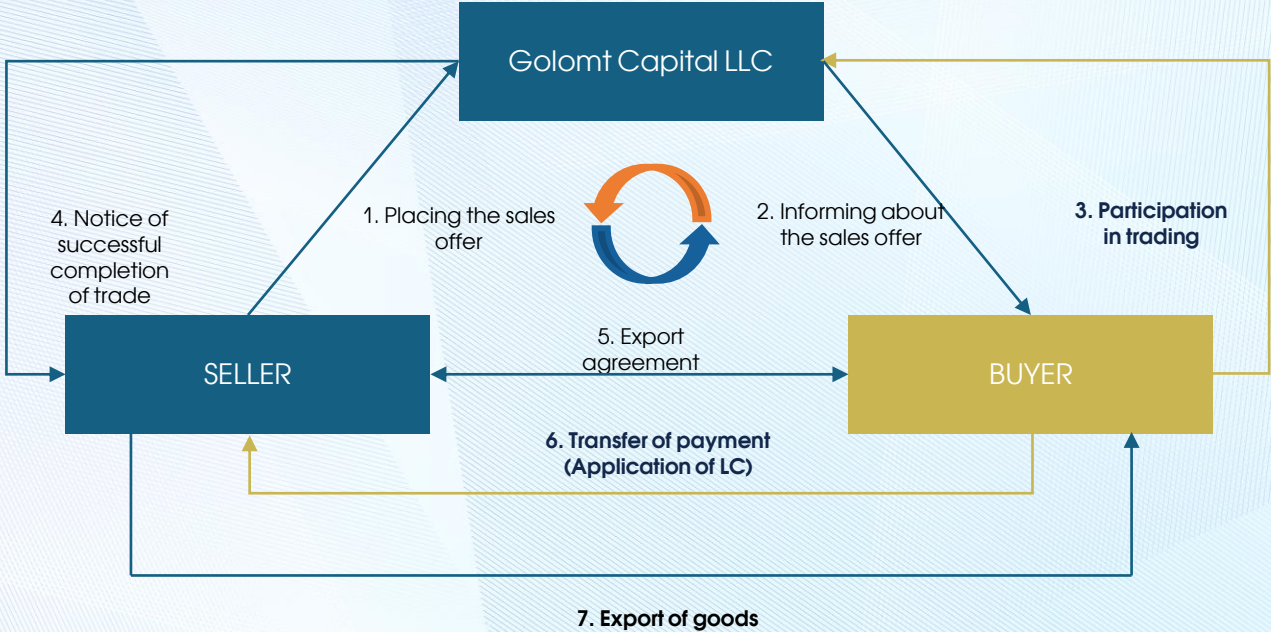 Golomt Capital LLC
4. Notice of
successful
completion
of trade
1. Placing the sales
offer
2. Informing about
the sales offer
3. Participation
in trading
5. Export
agreement
SELLER
BUYER
6. Transfer of payment
(Application of LC)
7. Export of goods